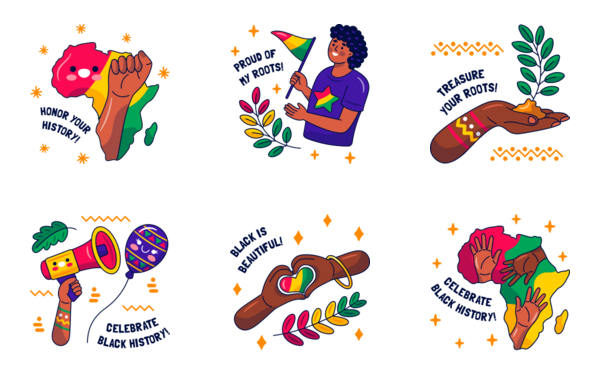 HONOR YOUR
HISTORY!
PROUD OF
MY ROOTS!
TREASURE
YOUR ROOTS!
CELEBRATE
BLACK HISTORY!
BLACK IS
BEAUTIFUL!
CELEBRATE
BLACK HISTORY!